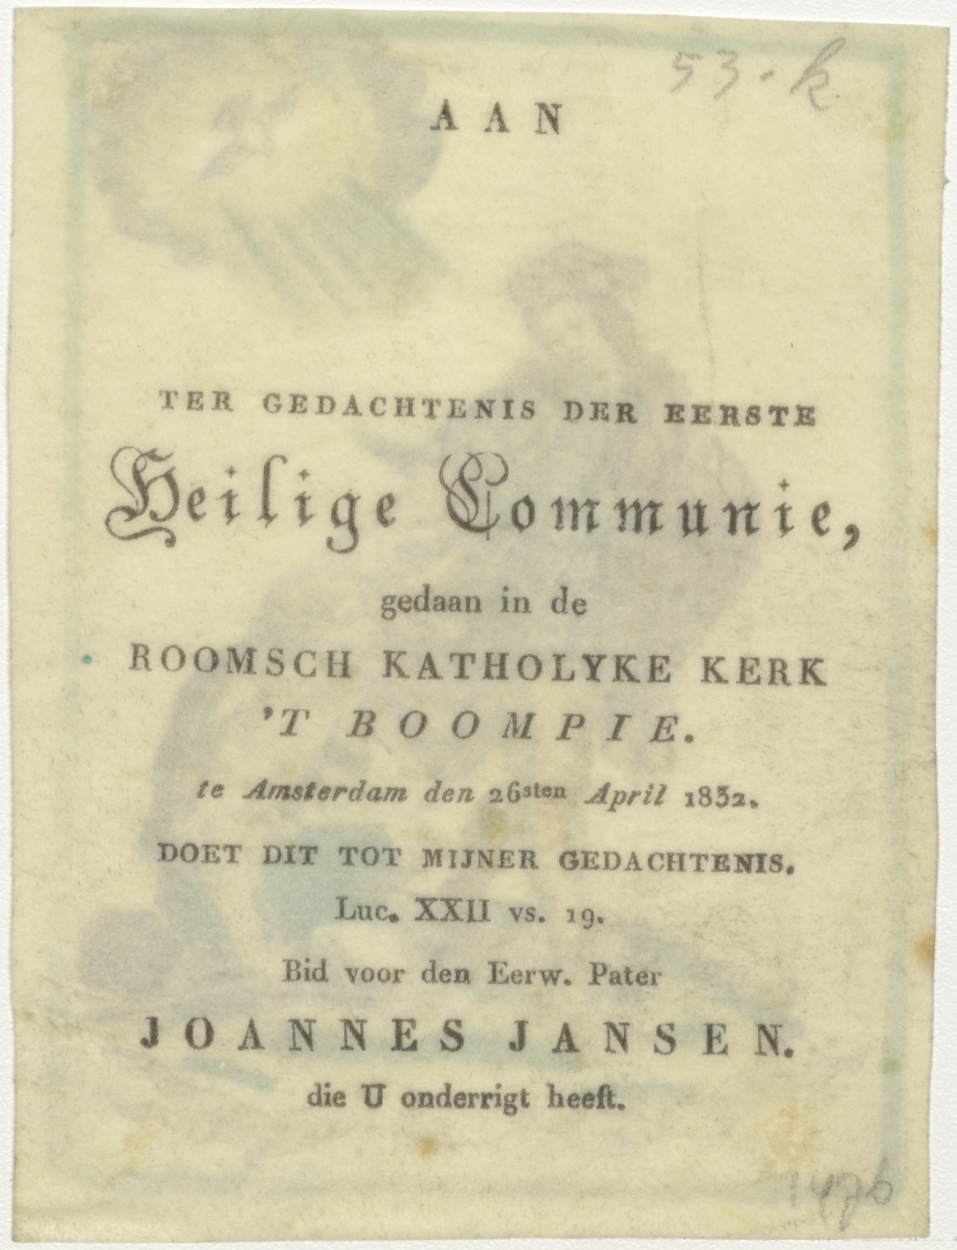 53. k
AAN
TER GEDACHTENIS DER EERSTE
Heilige Communie,
gedaan in de
ROOMSCH KATHOLYKE KERK
'T BOOMPIE.
te Amsterdam den 26sten April 1832.
DOET DIT TOT MIJNER GEDACHTENIS.
Luc. XXII vs. 19.
Bid voor den Eerw. Pater
JOANNES JANSEN.
die U onderrigt heeft.